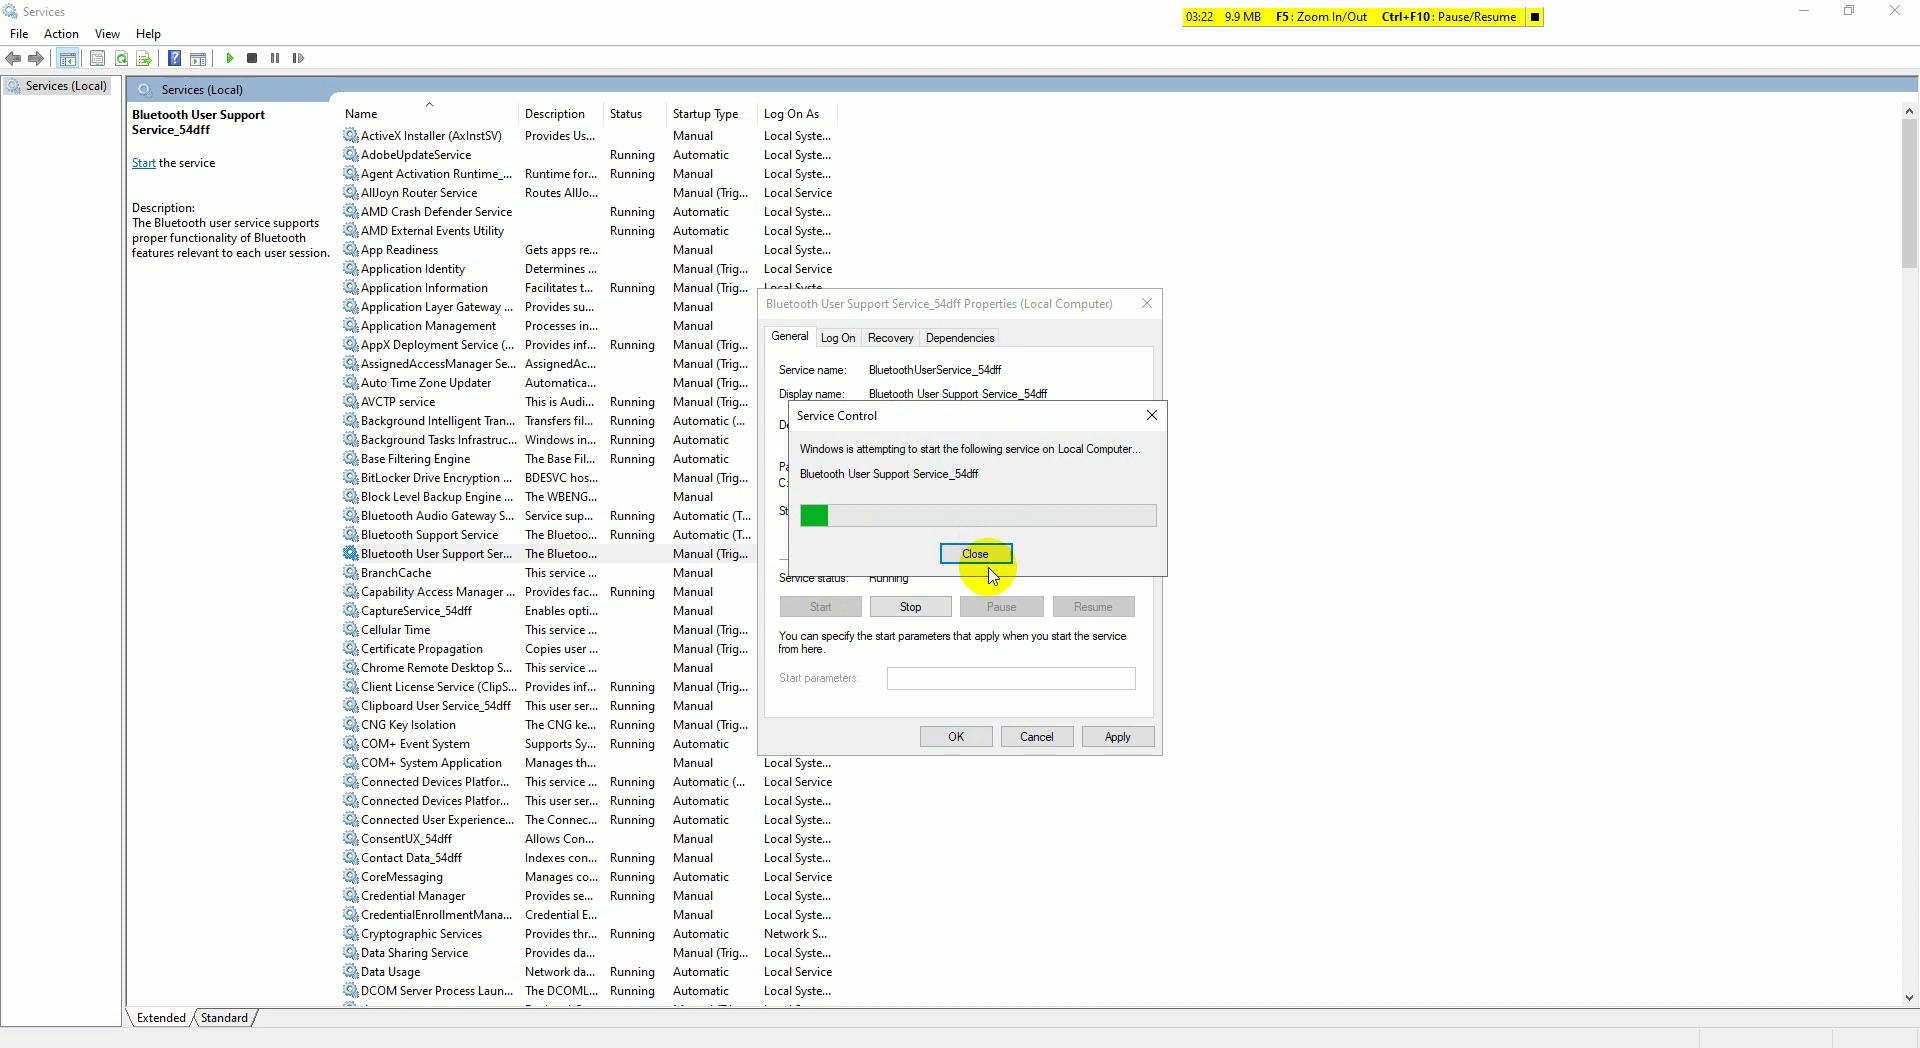 Services
03:22 9.9 MB F5: Zoom In/Out Ctrl+F10: Pause/Resume
File Action View Help
Services (Local)
Services (Local)
Bluetooth User Support
Service_54dff
Start the service
Description:
The Bluetooth user service supports
proper functionality of Bluetooth
features relevant to each user session.
Name Description Status Startup Type Log On As
ActiveX Installer (AxInstSV) Provides Us... Manual Local Syste...
AdobeUpdateService Running Automatic Local Syste...
Agent Activation Runtime_... Runtime for... Running Manual Local Syste...
AllJoyn Router Service Routes AllJo... Manual (Trig... Local Service
AMD Crash Defender Service Running Automatic Local Syste...
AMD External Events Utility Running Automatic Local Syste...
App Readiness Gets apps re... Manual Local Syste...
Application Identity Determines ... Manual (Trig... Local Service
Application Information Facilitates t... Running Manual (Trig... Local Syste...
Application Layer Gateway ... Provides su... Manual
Application Management Processes in... Manual
AppX Deployment Service (... Provides inf... Running Manual (Trig...
AssignedAccessManager Se... AssignedAc... Manual (Trig...
Auto Time Zone Updater Automatica... Manual (Trig...
AVCTP service This is Audi... Running Manual (Trig...
Background Intelligent Tran... Transfers fil... Running Automatic (...
Background Tasks Infrastruc... Windows in... Running Automatic
Base Filtering Engine The Base Fil... Running Automatic
BitLocker Drive Encryption ... BDESVC hos... Manual (Trig...
Block Level Backup Engine ... The WBENG... Manual
Bluetooth Audio Gateway S... Service sup... Running Automatic (T...
Bluetooth Support Service The Bluetoo... Running Automatic (T...
Bluetooth User Support Ser... The Bluetoo... Manual (Trig...
BranchCache This service ... Manual
Capability Access Manager ... Provides fac... Running Manual
CaptureService_54dff Enables opti... Manual
Cellular Time This service ... Manual (Trig...
Certificate Propagation Copies user ... Manual (Trig...
Chrome Remote Desktop S... This service ... Manual
Client License Service (ClipS... Provides inf... Running Manual (Trig...
Clipboard User Service_54dff This user ser... Running Manual
CNG Key Isolation The CNG ke... Running Manual (Trig...
COM+ Event System Supports Sy... Running Automatic
COM+ System Application Manages th... Manual Local Syste...
Connected Devices Platfor... This service ... Running Automatic (... Local Service
Connected Devices Platfor... This user ser... Running Automatic Local Syste...
Connected User Experience... The Connec... Running Automatic Local Syste...
ConsentUX_54dff Allows Con... Manual Local Syste...
Contact Data_54dff Indexes con... Running Manual Local Syste...
CoreMessaging Manages co... Running Automatic Local Service
Credential Manager Provides se... Running Manual Local Syste...
CredentialEnrollmentMana... Credential E... Manual Local Syste...
Cryptographic Services Provides thr... Running Automatic Network S...
Data Sharing Service Provides da... Manual (Trig... Local Syste...
Data Usage Network da... Running Automatic Local Service
DCOM Server Process Laun... The DCOML... Running Automatic Local Syste...
Bluetooth User Support Service_54dff Properties (Local Computer)
General Log On Recovery Dependencies
Service name: BluetoothUserService_54dff
Display name: Bluetooth User Support Service_54dff
Service Control
Windows is attempting to start the following service on Local Computer...
Bluetooth User Support Service_54dff
Close
Service status: Running
Start Stop Pause Resume
You can specify the start parameters that apply when you start the service
from here.
Start parameters:
OK Cancel Apply
Extended Standard